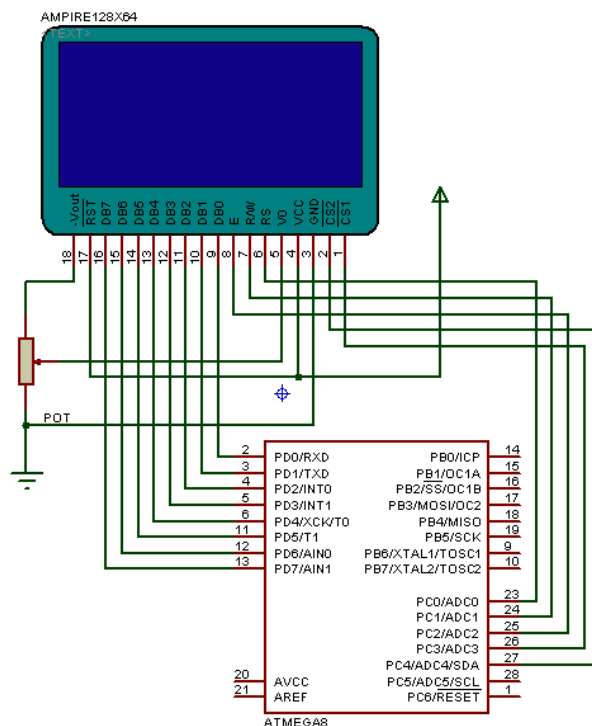 AMPIRE128X64
<TEXT>
-Vout RST DB7 DB6 DB5 DB4 DB3 DB2 DB1 DB0 E R/W RS V0 VCC GND CS2 CS1
18 17 16 15 14 13 12 11 10 9 8 7 6 5 4 3 2 1
POT
2 PD0/RXD PB0/ICP 14
3 PD1/TXD PB1/OC1A 15
4 PD2/INT0 PB2/SS/OC1B 16
5 PD3/INT1 PB3/MOSI/OC2 17
6 PD4/XCK/T0 PB4/MISO 18
11 PD5/T1 PB5/SCK 19
12 PD6/AIN0 PB6/XTAL1/TOSC1 9
13 PD7/AIN1 PB7/XTAL2/TOSC2 10
PC0/ADC0 23
PC1/ADC1 24
PC2/ADC2 25
PC3/ADC3 26
PC4/ADC4/SDA 27
20 AVCC PC5/ADC5/SCL 28
21 AREF PC6/RESET 1
ATMEGA8